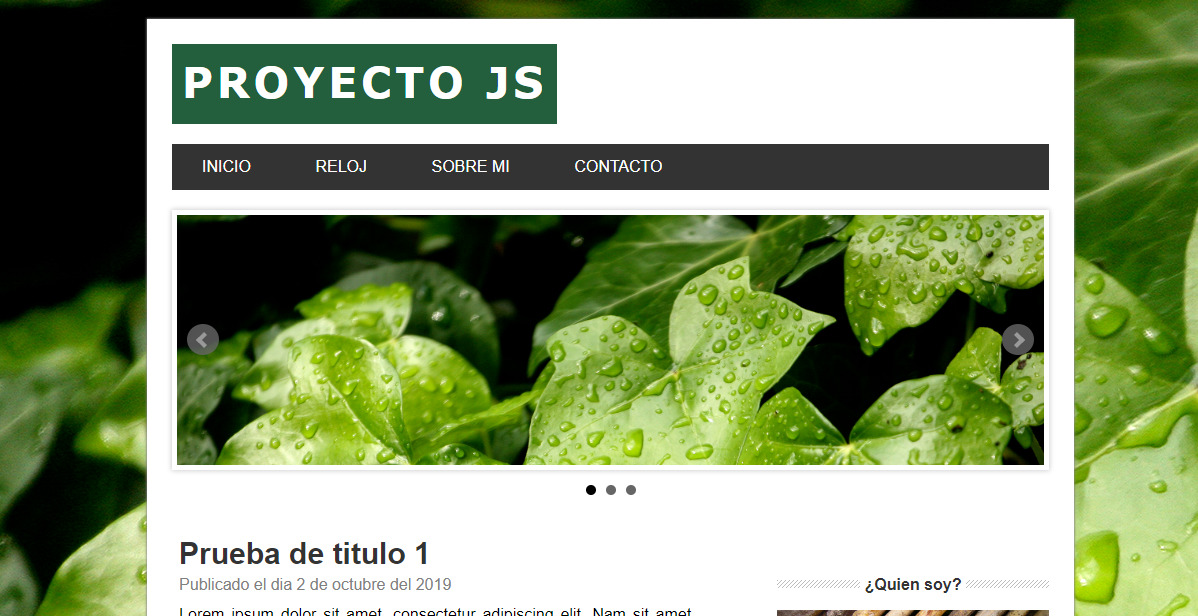 PROYECTO JS
INICIO RELOJ SOBRE MI CONTACTO
Prueba de titulo 1
Publicado el dia 2 de octubre del 2019
¿Quien soy?
Lorem ipsum dolor sit amet, consectetur adipiscing elit. Nam sit amet